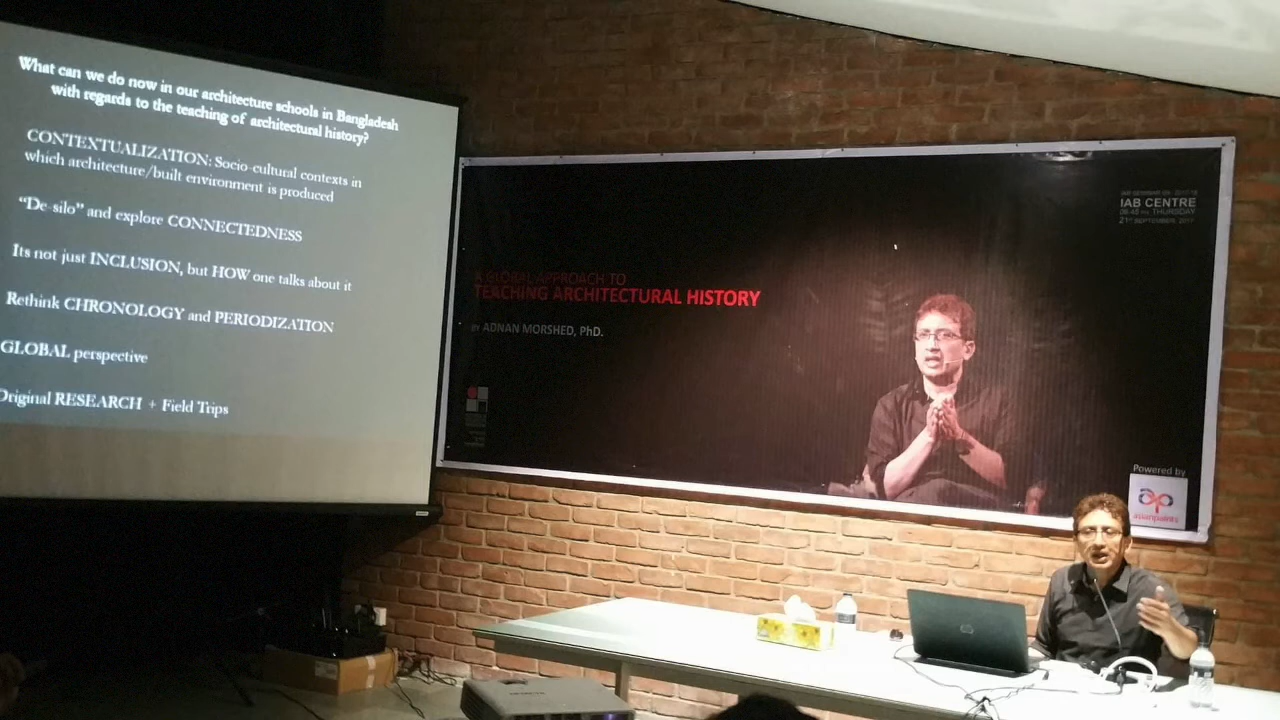 What can we do now in our architecture schools in Bangladesh
with regards to the teaching of architectural history?
CONTEXTUALIZATION: Socio-cultural contexts in
which architecture/built environment is produced
“De-silo” and explore CONNECTEDNESS
Its not just INCLUSION, but HOW one talks about it
Rethink CHRONOLOGY and PERIODIZATION
GLOBAL perspective
Original RESEARCH + Field Trips
A GLOBAL APPROACH TO
TEACHING ARCHITECTURAL HISTORY
BY ADNAN MORSHED, PhD.
IAB CENTRE
THURSDAY
21ST SEPTEMBER, 2017
Powered by
ap
asianpaints
hp